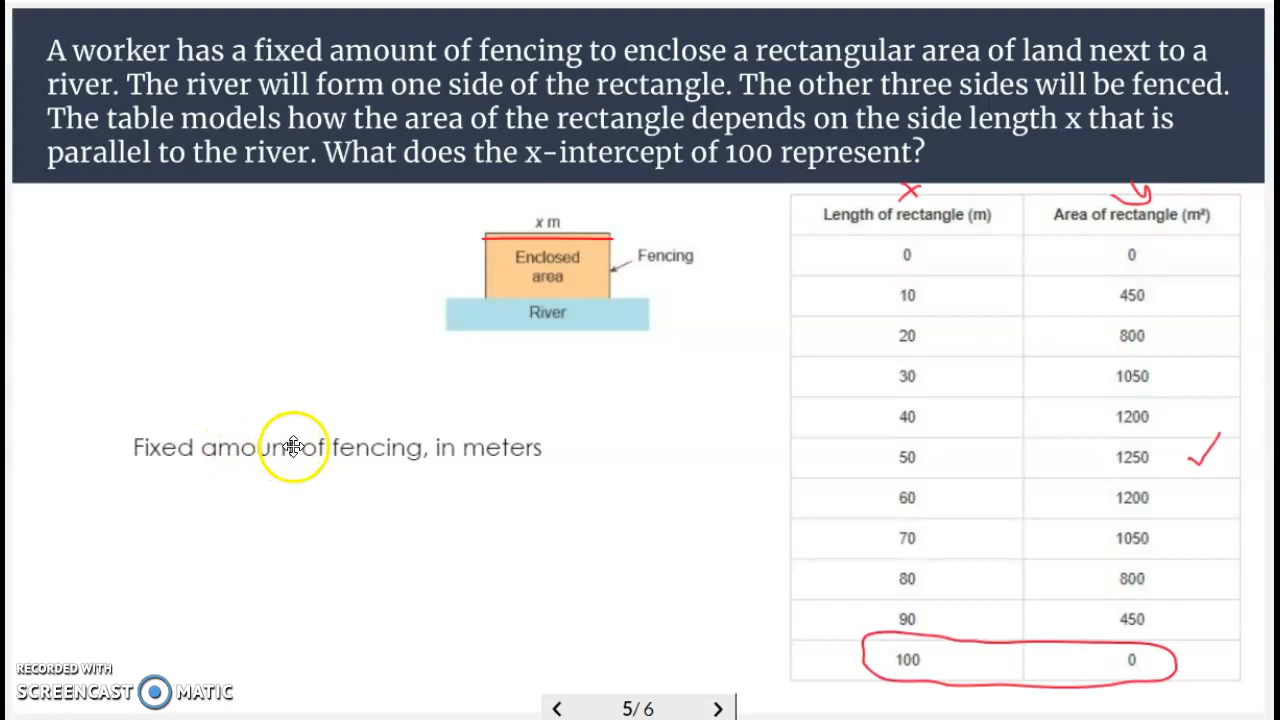 A worker has a fixed amount of fencing to enclose a rectangular area of land next to a
river. The river will form one side of the rectangle. The other three sides will be fenced.
The table models how the area of the rectangle depends on the side length x that is
parallel to the river. What does the x-intercept of 100 represent?
x
x m
Enclosed
area
Fencing
River
Fixed amount of fencing, in meters
Length of rectangle (m) Area of rectangle (m²)
0 0
10 450
20 800
30 1050
40 1200
50 1250
60 1200
70 1050
80 800
90 450
100 0
RECORDED WITH
SCREENCAST MATIC
5/ 6